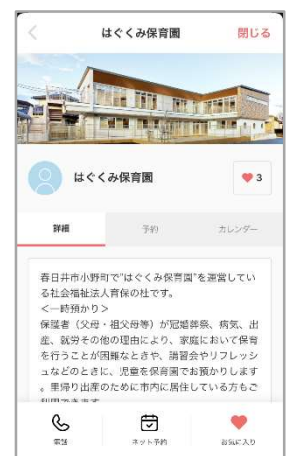 はぐくみ保育園
閉じる
はぐくみ保育園
3
詳細
予約
カレンダー
春日井市小野町で"はぐくみ保育園"を運営してい
る社会福祉法人育保の杜です。
<一時預かり>
保護者（父母・祖父母等）が冠婚葬祭、病気、出
産、就労その他の理由により、家庭において保育
を行うことが困難なときや、講習会やリフレッシ
ュなどのときに、児童を保育園でお預かりします
。里帰り出産のために市内に居住している方もご
利用できます
電話
ネット予約
お気に入り